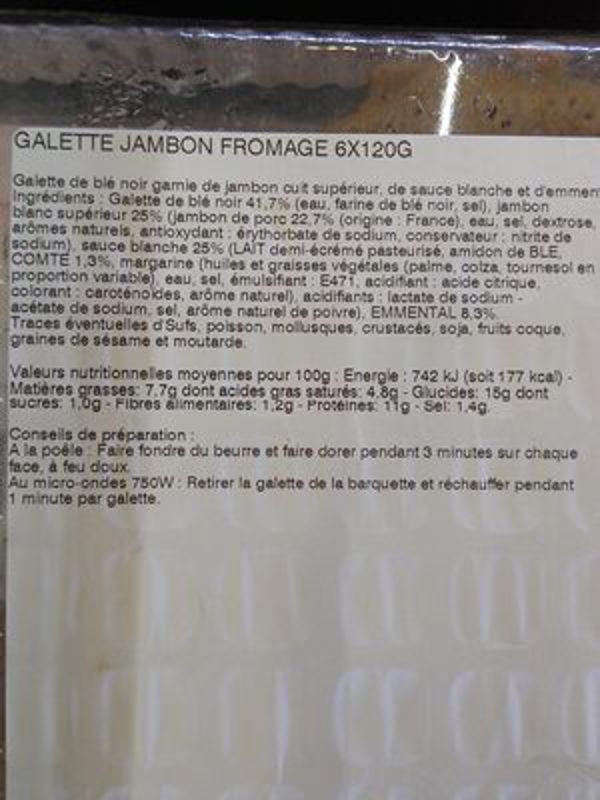 GALETTE JAMBON FROMAGE 6X120G
Galette de blé noir garnie de jambon cuit supérieur, de sauce blanche et d'emmen
Ingrédients : Galette de blé noir 41,7% (eau, farine de blé noir, sel), jambon
blanc supérieur 25% (jambon de porc 22,7% (origine : France), eau, sel, dextrose,
arômes naturels, antioxydant : érythorbate de sodium, conservateur : nitrite de
sodium), sauce blanche 25% (LAIT demi-écrémé pasteurisé, amidon de BLE,
COMTE 1,3%, margarine (huiles et graisses végétales (palme, colza, tournesol en
proportion variable), eau, sel, émulsifiant : E471, acidifiant : acide citrique,
colorant : caroténoïdes, arôme naturel), acidifiants : lactate de sodium -
acétate de sodium, sel, arôme naturel de poivre), EMMENTAL 8,3%.
Traces éventuelles d'Sufs, poisson, mollusques, crustacés, soja, fruits coque,
graines de sésame et moutarde.
Valeurs nutritionnelles moyennes pour 100g : Energie : 742 kJ (soit 177 kcal) -
Matières grasses: 7,7g dont acides gras saturés: 4,8g - Glucides: 15g dont
sucres: 1,0g - Fibres alimentaires: 1,2g - Protéines: 11g - Sel: 1,4g.
Conseils de préparation :
A la poêle : Faire fondre du beurre et faire dorer pendant 3 minutes sur chaque
face, à feu doux.
Au micro-ondes 750W : Retirer la galette de la barquette et réchauffer pendant
1 minute par galette.